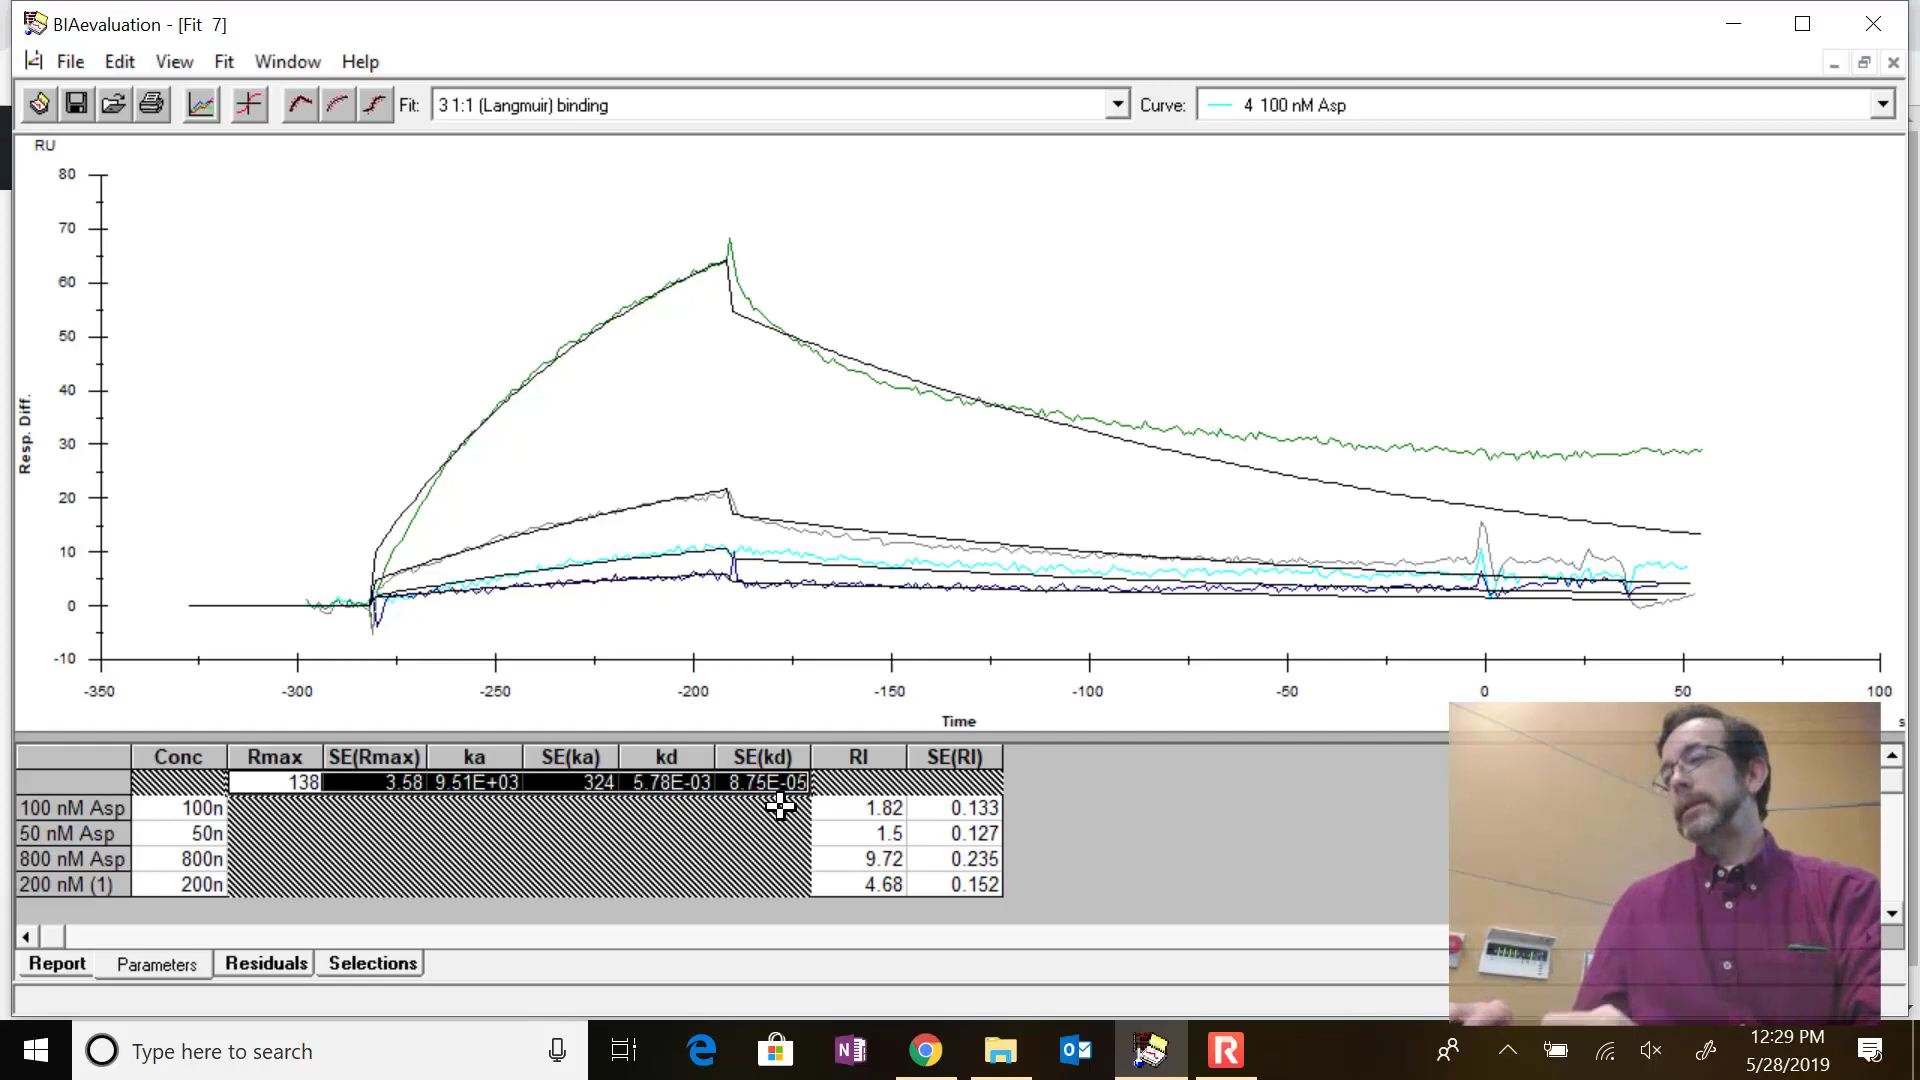 BIAevaluation - [Fit 7]
File Edit View Fit Window Help
Fit: 3 1:1 (Langmuir) binding Curve: 4 100 nM Asp
RU
80
70
60
50
40
30
20
10
0
-10
Resp. Diff.
-350 -300 -250 -200 -150 -100 -50 0 50 100
Time s
Conc Rmax SE(Rmax) ka SE(ka) kd SE(kd) RI SE(RI)
138 3.58 9.51E+03 324 5.78E-03 8.75E-05
100 nM Asp 100n 1.82 0.133
50 nM Asp 50n 1.5 0.127
800 nM Asp 800n 9.72 0.235
200 nM (1) 200n 4.68 0.152
Report Parameters Residuals Selections
Type here to search
12:29 PM
5/28/2019